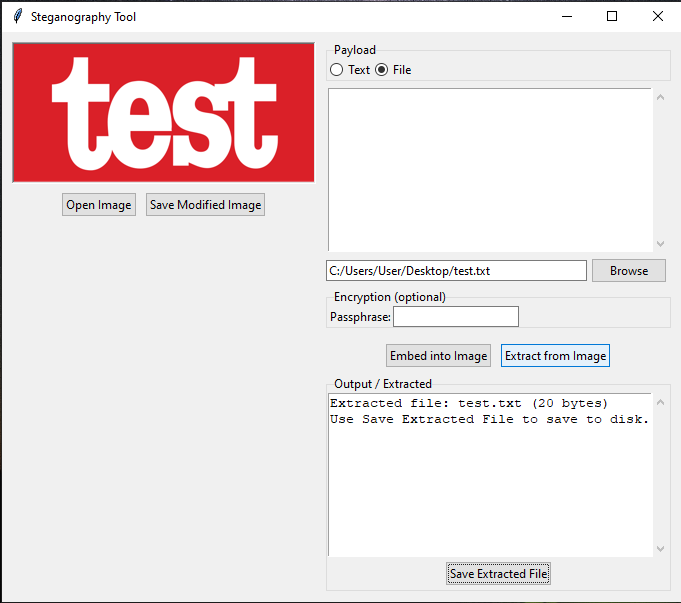 Steganography Tool
test
Open Image
Save Modified Image
Payload
Text
File
C:/Users/User/Desktop/test.txt
Browse
Encryption (optional)
Passphrase:
Embed into Image
Extract from Image
Output / Extracted
Extracted file: test.txt (20 bytes)
Use Save Extracted File to save to disk.
Save Extracted File